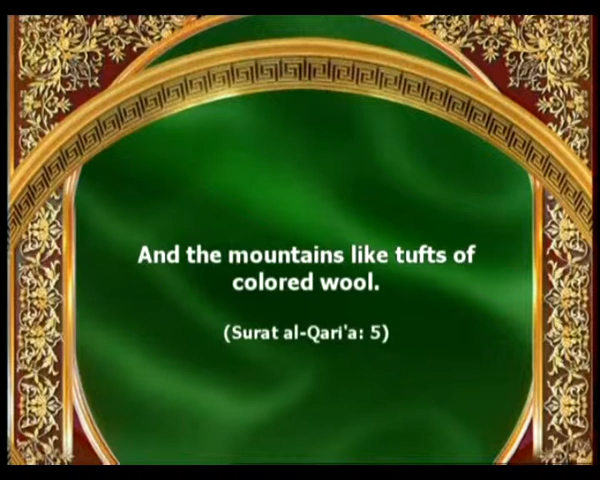 And the mountains like tufts of
colored wool.
(Surat al-Qari'a: 5)